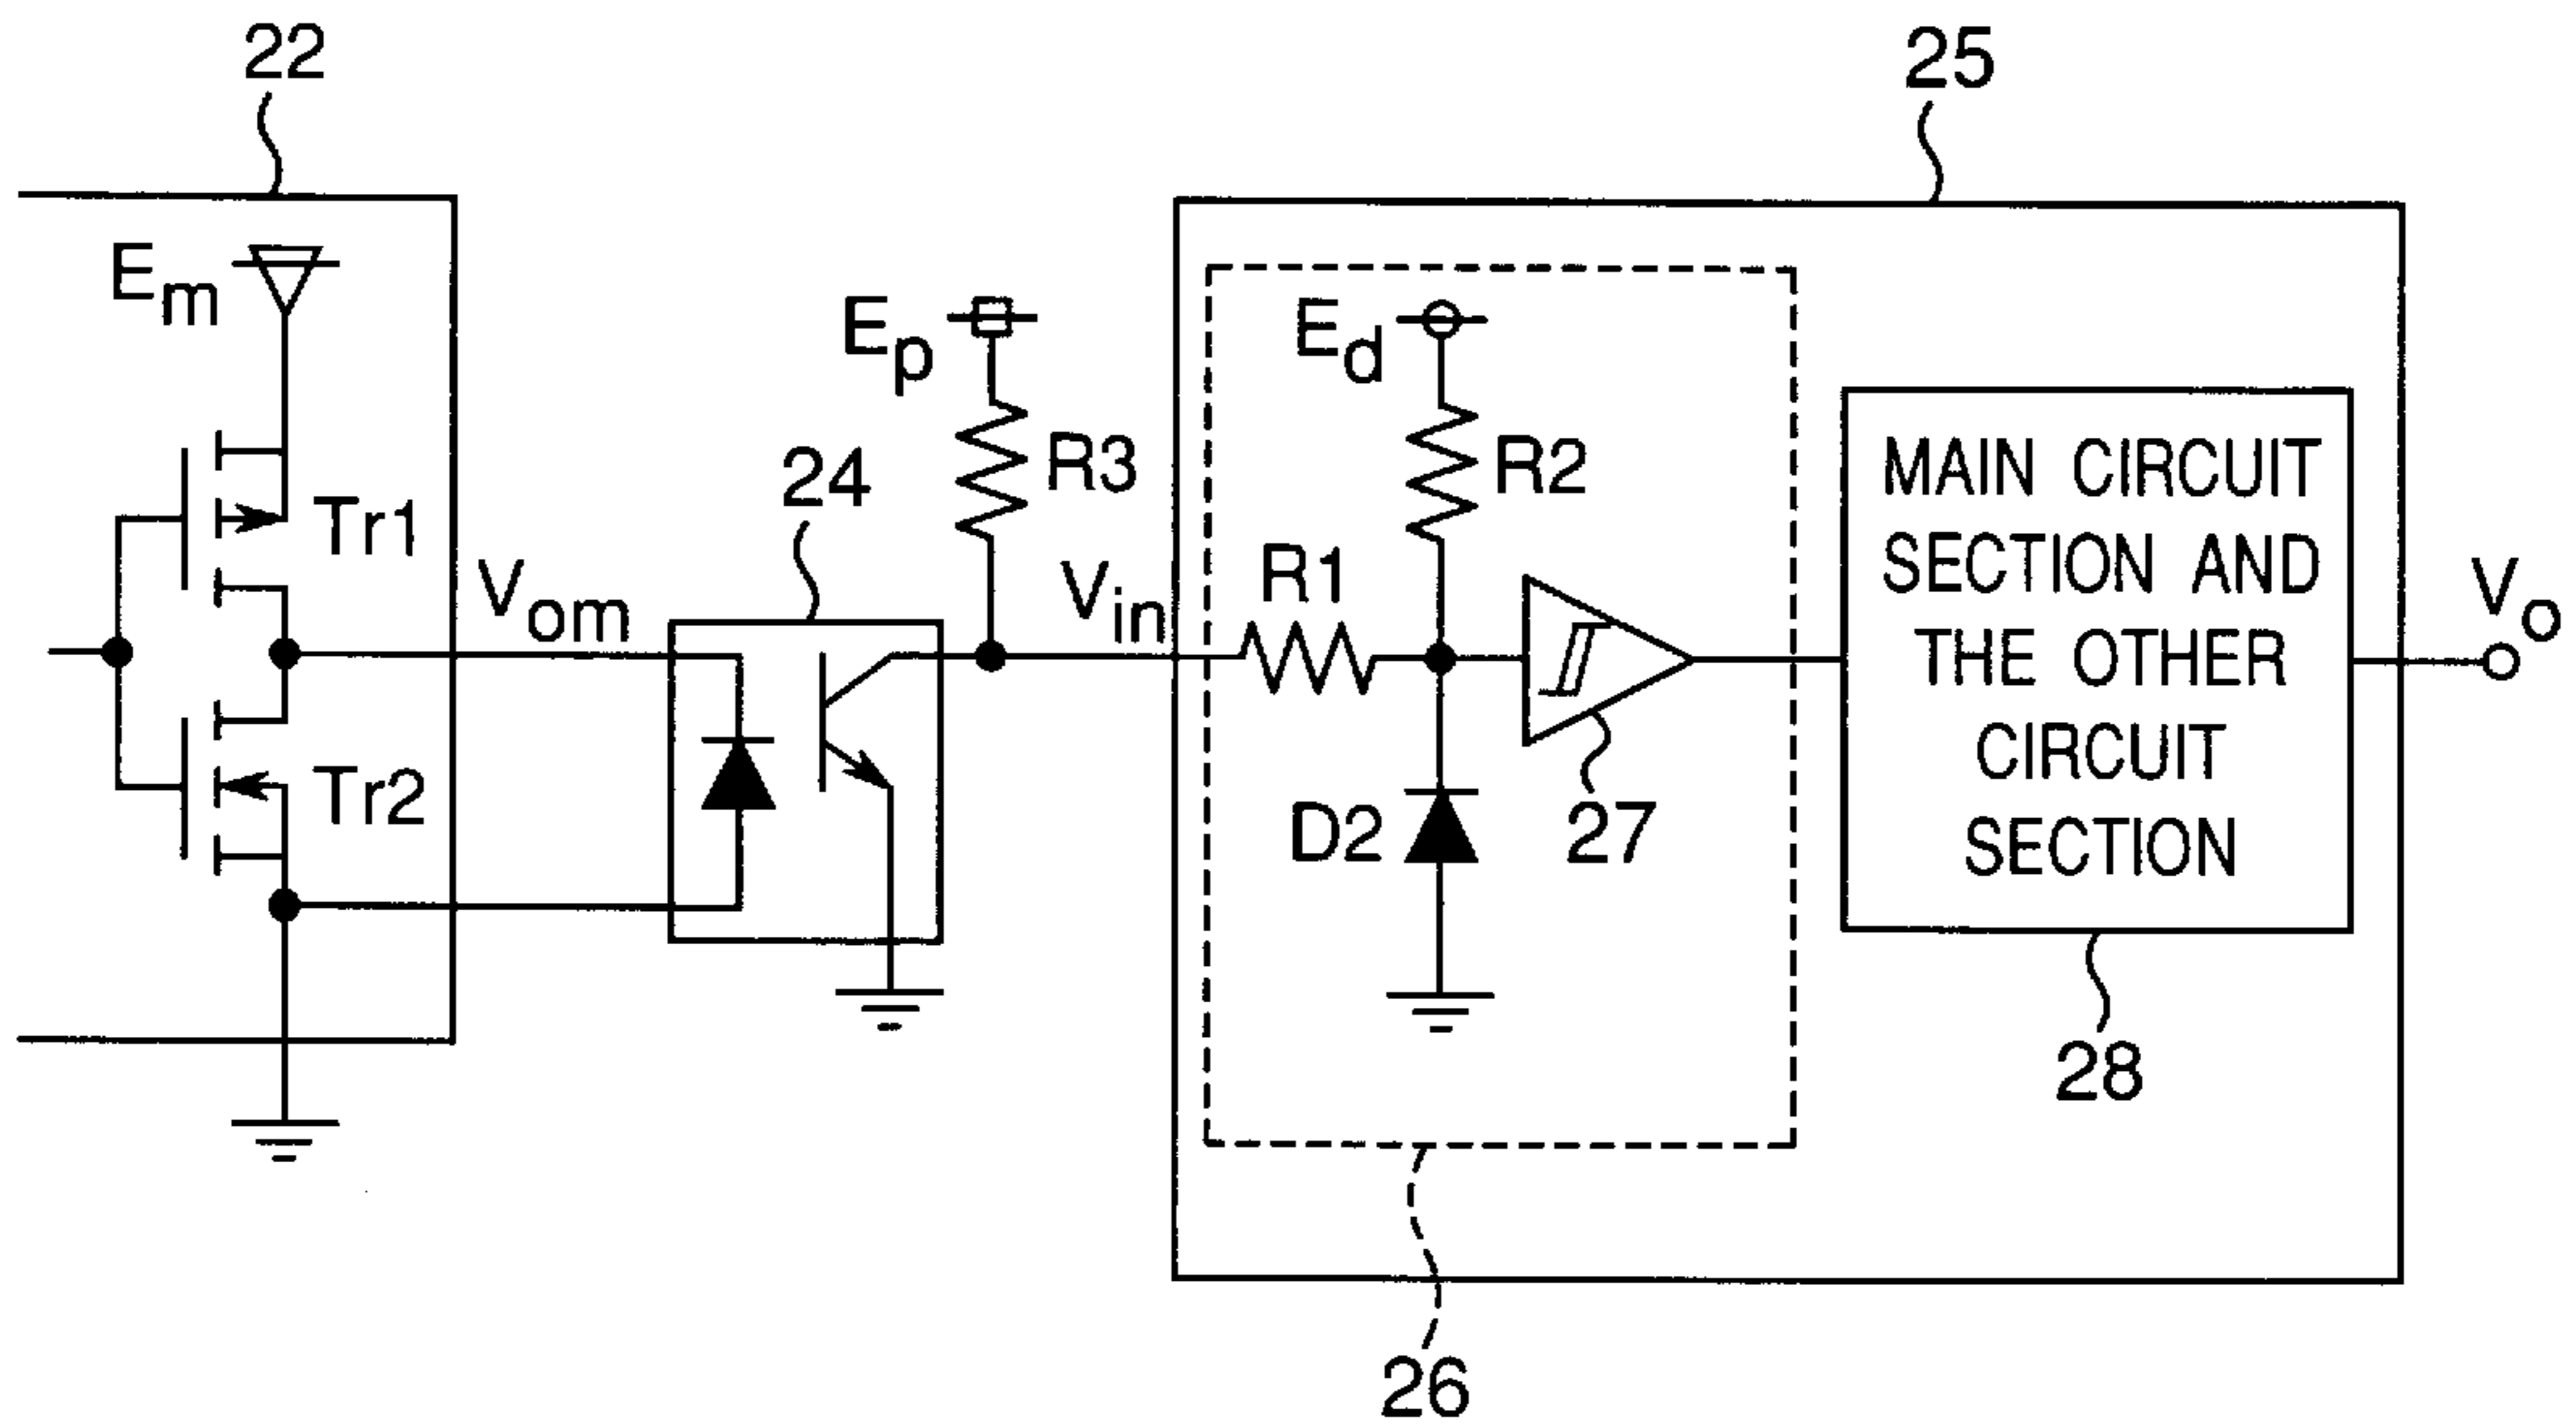 22
25
Em
Ep
Ed
24
R3
R2
MAIN CIRCUIT
SECTION AND
THE OTHER
CIRCUIT
SECTION
Tr1
Vom
Vin
R1
Vo
Tr2
D2
27
28
26